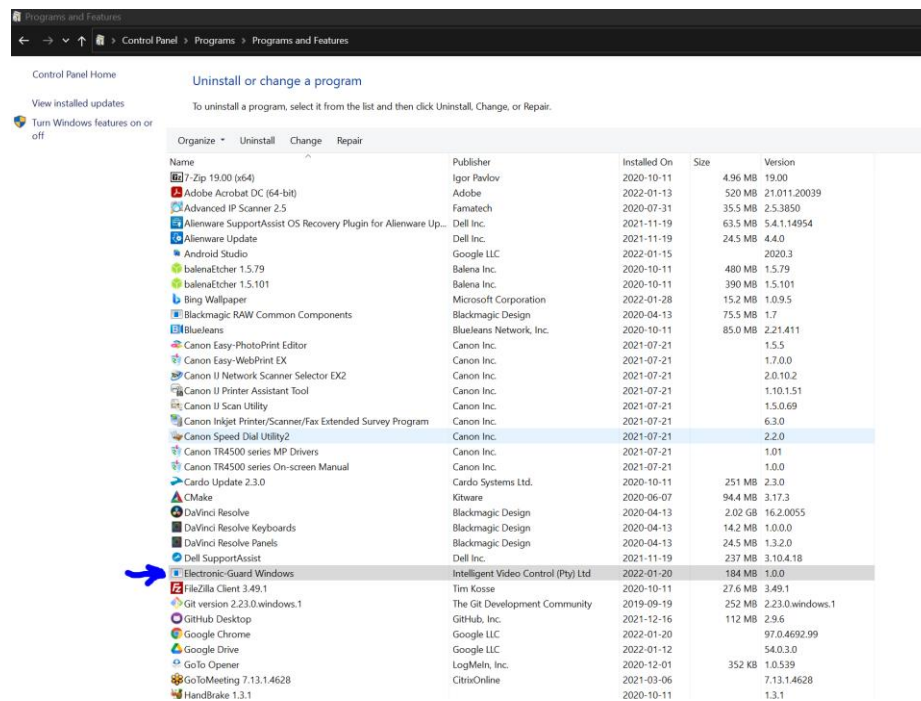 Programs and Features
Control Panel > Programs > Programs and Features
Control Panel Home
View installed updates
Turn Windows features on or
off
Uninstall or change a program
To uninstall a program, select it from the list and then click Uninstall, Change, or Repair.
Organize Uninstall Change Repair
Name Publisher Installed On Size Version
7-Zip 19.00 (x64) Igor Pavlov 2020-10-11 4.96 MB 19.00
Adobe Acrobat DC (64-bit) Adobe 2022-01-13 520 MB 21.011.20039
Advanced IP Scanner 2.5 Famatech 2020-07-31 35.5 MB 2.5.3850
Alienware SupportAssist OS Recovery Plugin for Alienware Up... Dell Inc. 2021-11-19 63.5 MB 5.4.1.14954
Alienware Update Dell Inc. 2021-11-19 24.5 MB 4.4.0
Android Studio Google LLC 2022-01-15 2020.3
balenaEtcher 1.5.79 Balena Inc. 2020-10-11 480 MB 1.5.79
balenaEtcher 1.5.101 Balena Inc. 2020-10-11 390 MB 1.5.101
Bing Wallpaper Microsoft Corporation 2022-01-28 15.2 MB 1.0.9.5
Blackmagic RAW Common Components Blackmagic Design 2020-04-13 75.5 MB 1.7
BlueJeans BlueJeans Network, Inc. 2020-10-11 85.0 MB 2.21.411
Canon Easy-PhotoPrint Editor Canon Inc. 2021-07-21 1.5.5
Canon Easy-WebPrint EX Canon Inc. 2021-07-21 1.7.0.0
Canon IJ Network Scanner Selector EX2 Canon Inc. 2021-07-21 2.0.10.2
Canon IJ Printer Assistant Tool Canon Inc. 2021-07-21 1.10.1.51
Canon IJ Scan Utility Canon Inc. 2021-07-21 1.5.0.69
Canon Inkjet Printer/Scanner/Fax Extended Survey Program Canon Inc. 2021-07-21 6.3.0
Canon Speed Dial Utility2 Canon Inc. 2021-07-21 2.2.0
Canon TR4500 series MP Drivers Canon Inc. 2021-07-21 1.01
Canon TR4500 series On-screen Manual Canon Inc. 2021-07-21 1.0.0
Cardo Update 2.3.0 Cardo Systems Ltd. 2020-10-11 251 MB 2.3.0
CMake Kitware 2020-06-07 94.4 MB 3.17.3
DaVinci Resolve Blackmagic Design 2020-04-13 2.02 GB 16.2.0055
DaVinci Resolve Keyboards Blackmagic Design 2020-04-13 14.2 MB 1.0.0.0
DaVinci Resolve Panels Blackmagic Design 2020-04-13 24.5 MB 1.3.2.0
Dell SupportAssist Dell Inc. 2021-11-19 237 MB 3.10.4.18
Electronic-Guard Windows Intelligent Video Control (Pty) Ltd 2022-01-20 184 MB 1.0.0
FileZilla Client 3.49.1 Tim Kosse 2020-10-11 27.6 MB 3.49.1
Git version 2.23.0.windows.1 The Git Development Community 2019-09-19 252 MB 2.23.0.windows.1
GitHub Desktop GitHub, Inc. 2021-12-16 112 MB 2.9.6
Google Chrome Google LLC 2022-01-20 97.0.4692.99
Google Drive Google LLC 2022-01-12 54.0.3.0
GoTo Opener LogMeIn, Inc. 2020-12-01 352 KB 1.0.539
GoToMeeting 7.13.1.4628 CitrixOnline 2021-03-06 7.13.1.4628
HandBrake 1.3.1 2020-10-11 1.3.1